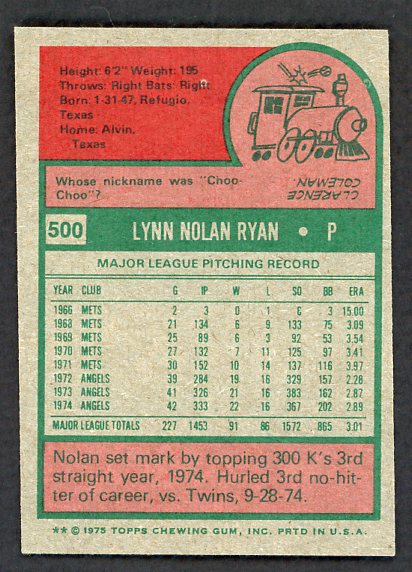 Height: 6'2" Weight: 195
Throws: Right Bats: Right
Born: 1-31-47, Refugio,
Texas
Home: Alvin,
Texas
CLARENCE
COLEMAN.
Whose nickname was "Choo-
Choo"?
500 LYNN NOLAN RYAN • P
MAJOR LEAGUE PITCHING RECORD
YEAR CLUB G IP W L SO BB ERA
1966 METS 2 3 0 1 6 3 15.00
1968 METS 21 134 6 9 133 75 3.09
1969 METS 25 89 6 3 92 53 3.54
1970 METS 27 132 7 11 125 97 3.41
1971 METS 30 152 10 14 137 116 3.97
1972 ANGELS 39 284 19 16 329 157 2.28
1973 ANGELS 41 326 21 16 383 162 2.87
1974 ANGELS 42 333 22 16 367 202 2.89
MAJOR LEAGUE TOTALS 227 1453 91 86 1572 865 3.01
Nolan set mark by topping 300 K's 3rd
straight year, 1974. Hurled 3rd no-hit-
ter of career, vs. Twins, 9-28-74.
** © 1975 TOPPS CHEWING GUM, INC. PRTD IN U.S.A.